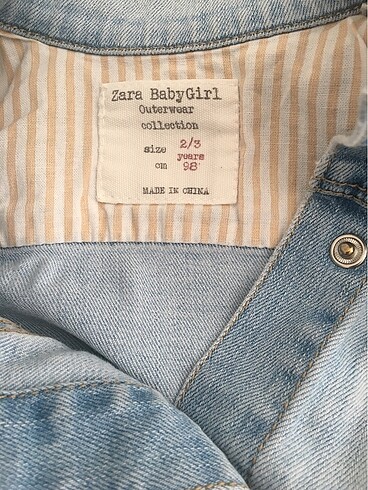 Zara BabyGirl
Outerwear
collection
size 2/3
years
cm 98
MADE IN CHINA